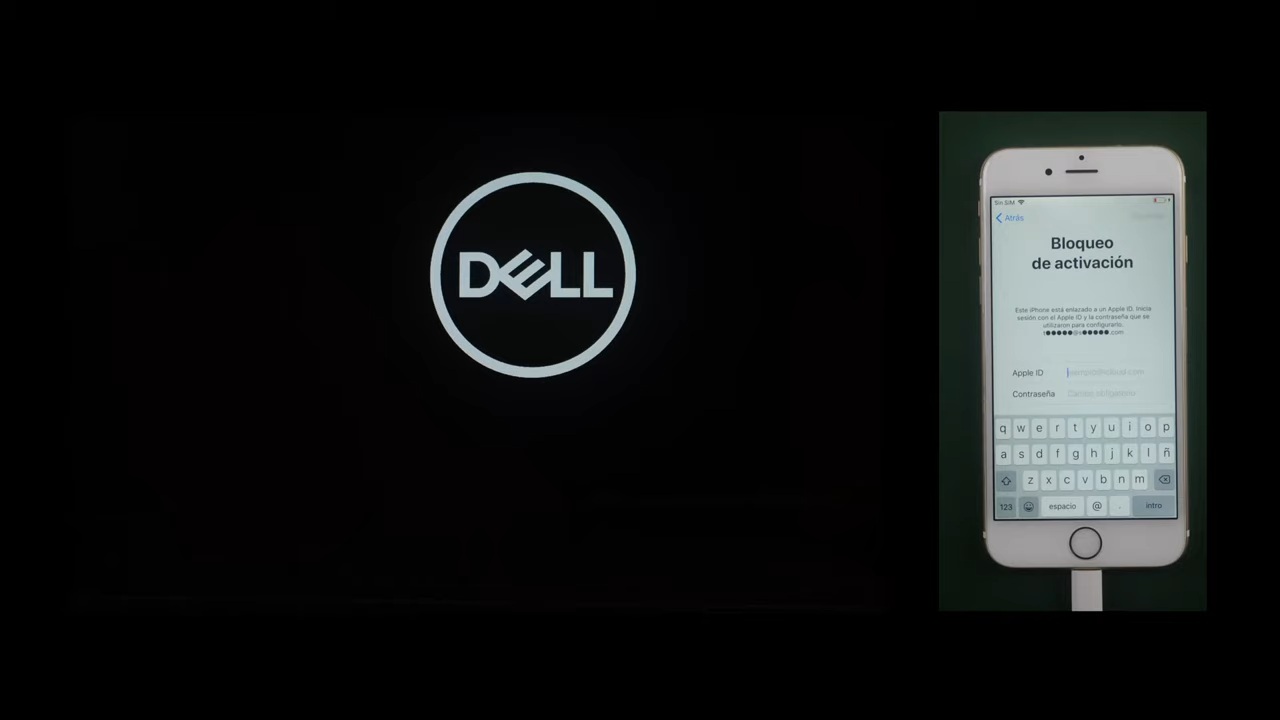 DELL
Sin SIM
Atrás
Bloqueo
de activación
Este iPhone está enlazado a un Apple ID. Inicia
sesión con el Apple ID y la contraseña que se
utilizaron para configurarlo.
t●●●●●@v●●●●●.com
Apple ID
Contraseña
q w e r t y u i o p
a s d f g h j k l ñ
z x c v b n m
123 espacio @ . intro